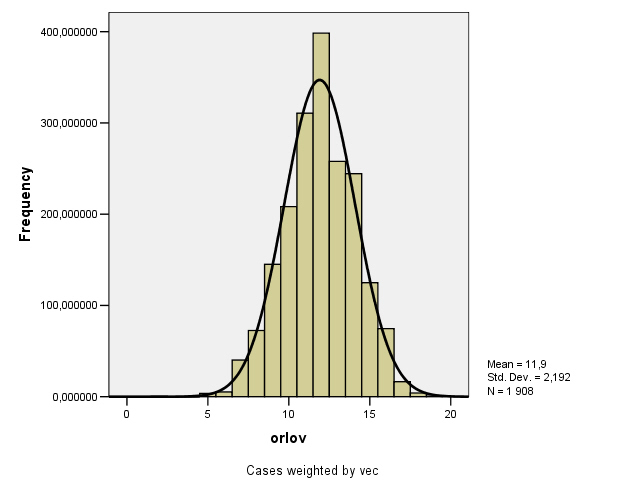 400,000000
300,000000
200,000000
100,000000
0,000000
Frequency
0
5
10
15
20
orlov
Cases weighted by vec
Mean = 11,9
Std. Dev. = 2,192
N = 1 908